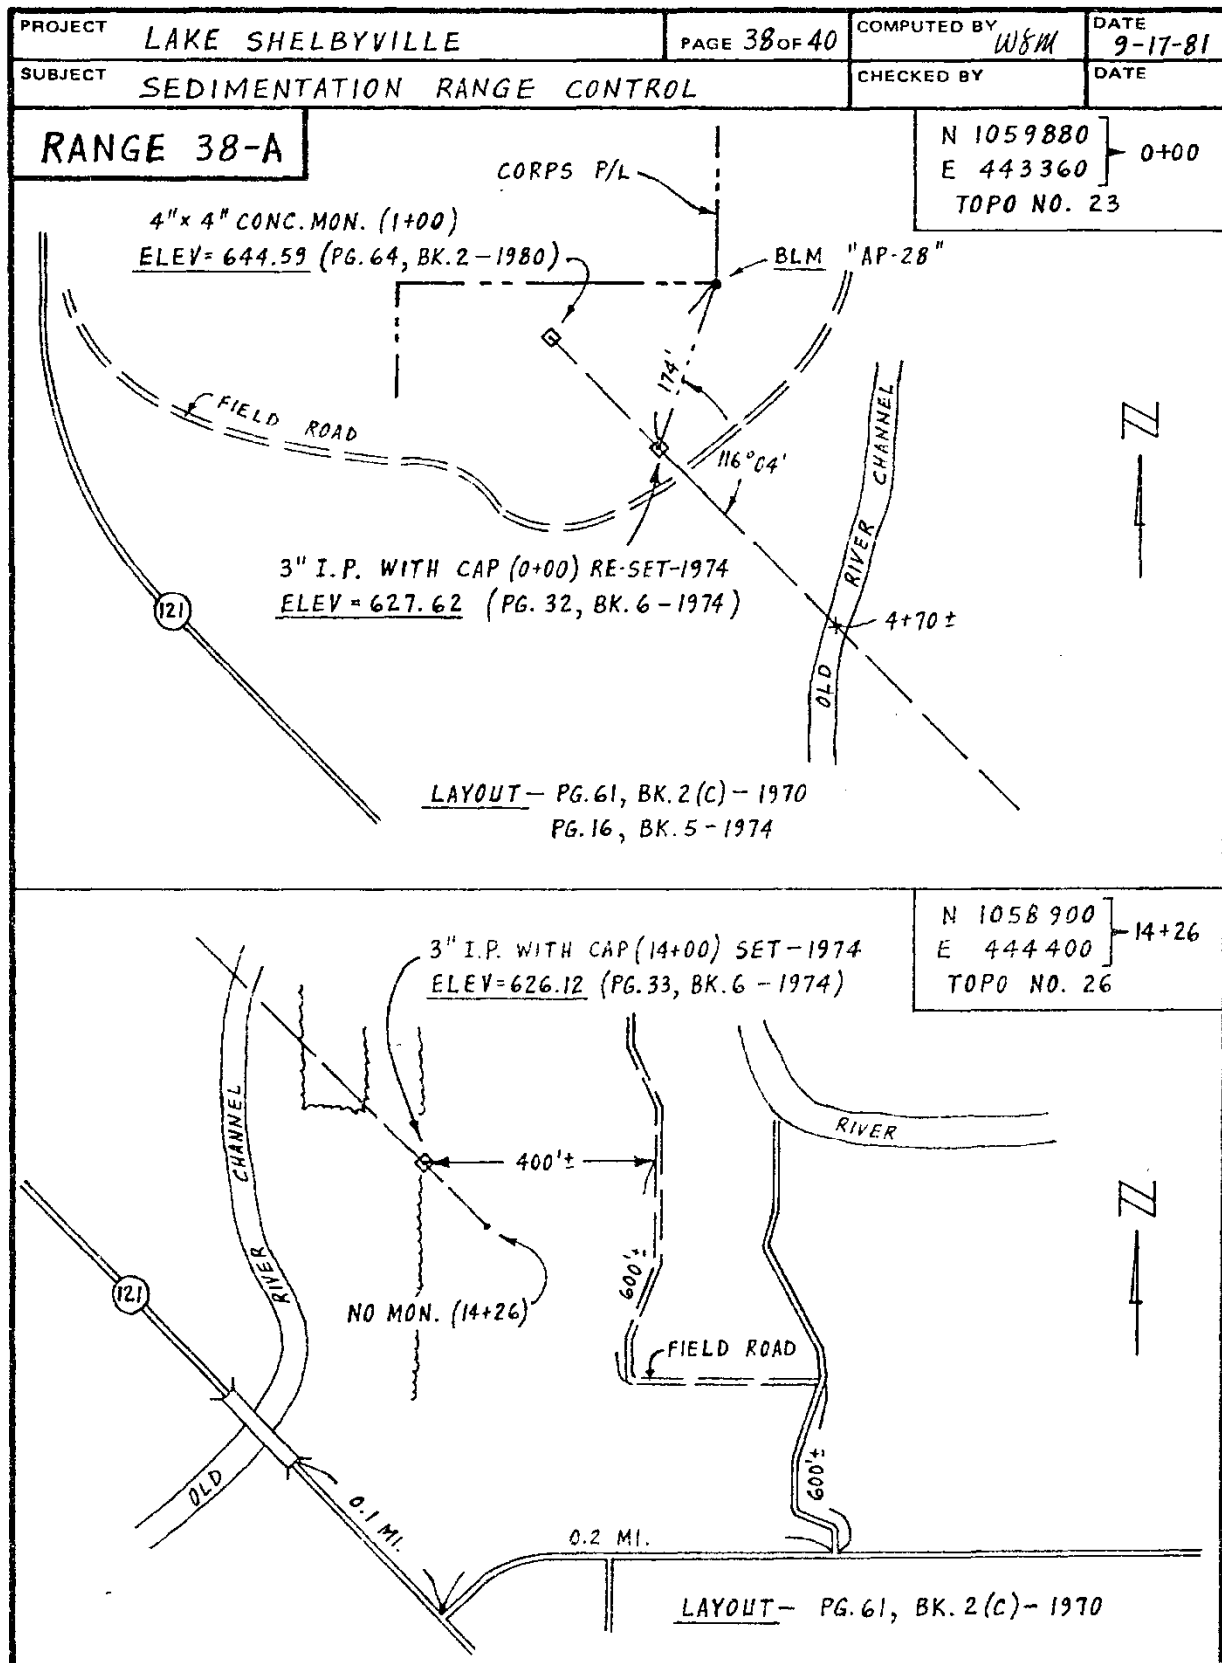 PROJECT LAKE SHELBYVILLE PAGE 38 OF 40 COMPUTED BY WSM DATE 9-17-81
SUBJECT SEDIMENTATION RANGE CONTROL CHECKED BY DATE
RANGE 38-A
N 1059880
E 443360
0+00
TOPO NO. 23
CORPS P/L
4"x 4" CONC. MON. (1+00)
ELEV= 644.59 (PG. 64, BK. 2-1980)
BLM "AP-28"
174'
FIELD ROAD
116°04'
OLD RIVER CHANNEL
3" I.P. WITH CAP (0+00) RE-SET-1974
ELEV = 627.62 (PG. 32, BK. 6-1974)
121
4+70 ±
LAYOUT- PG. 61, BK. 2(C)- 1970
PG. 16, BK. 5-1974
N
N 1058900
E 444400
14+26
TOPO NO. 26
3" I.P. WITH CAP (14+00) SET-1974
ELEV=626.12 (PG. 33, BK. 6-1974)
RIVER
OLD RIVER CHANNEL
400'±
N
600'±
121
NO MON. (14+26)
FIELD ROAD
600'±
0.1 MI.
0.2 MI.
LAYOUT- PG. 61, BK. 2(C)- 1970